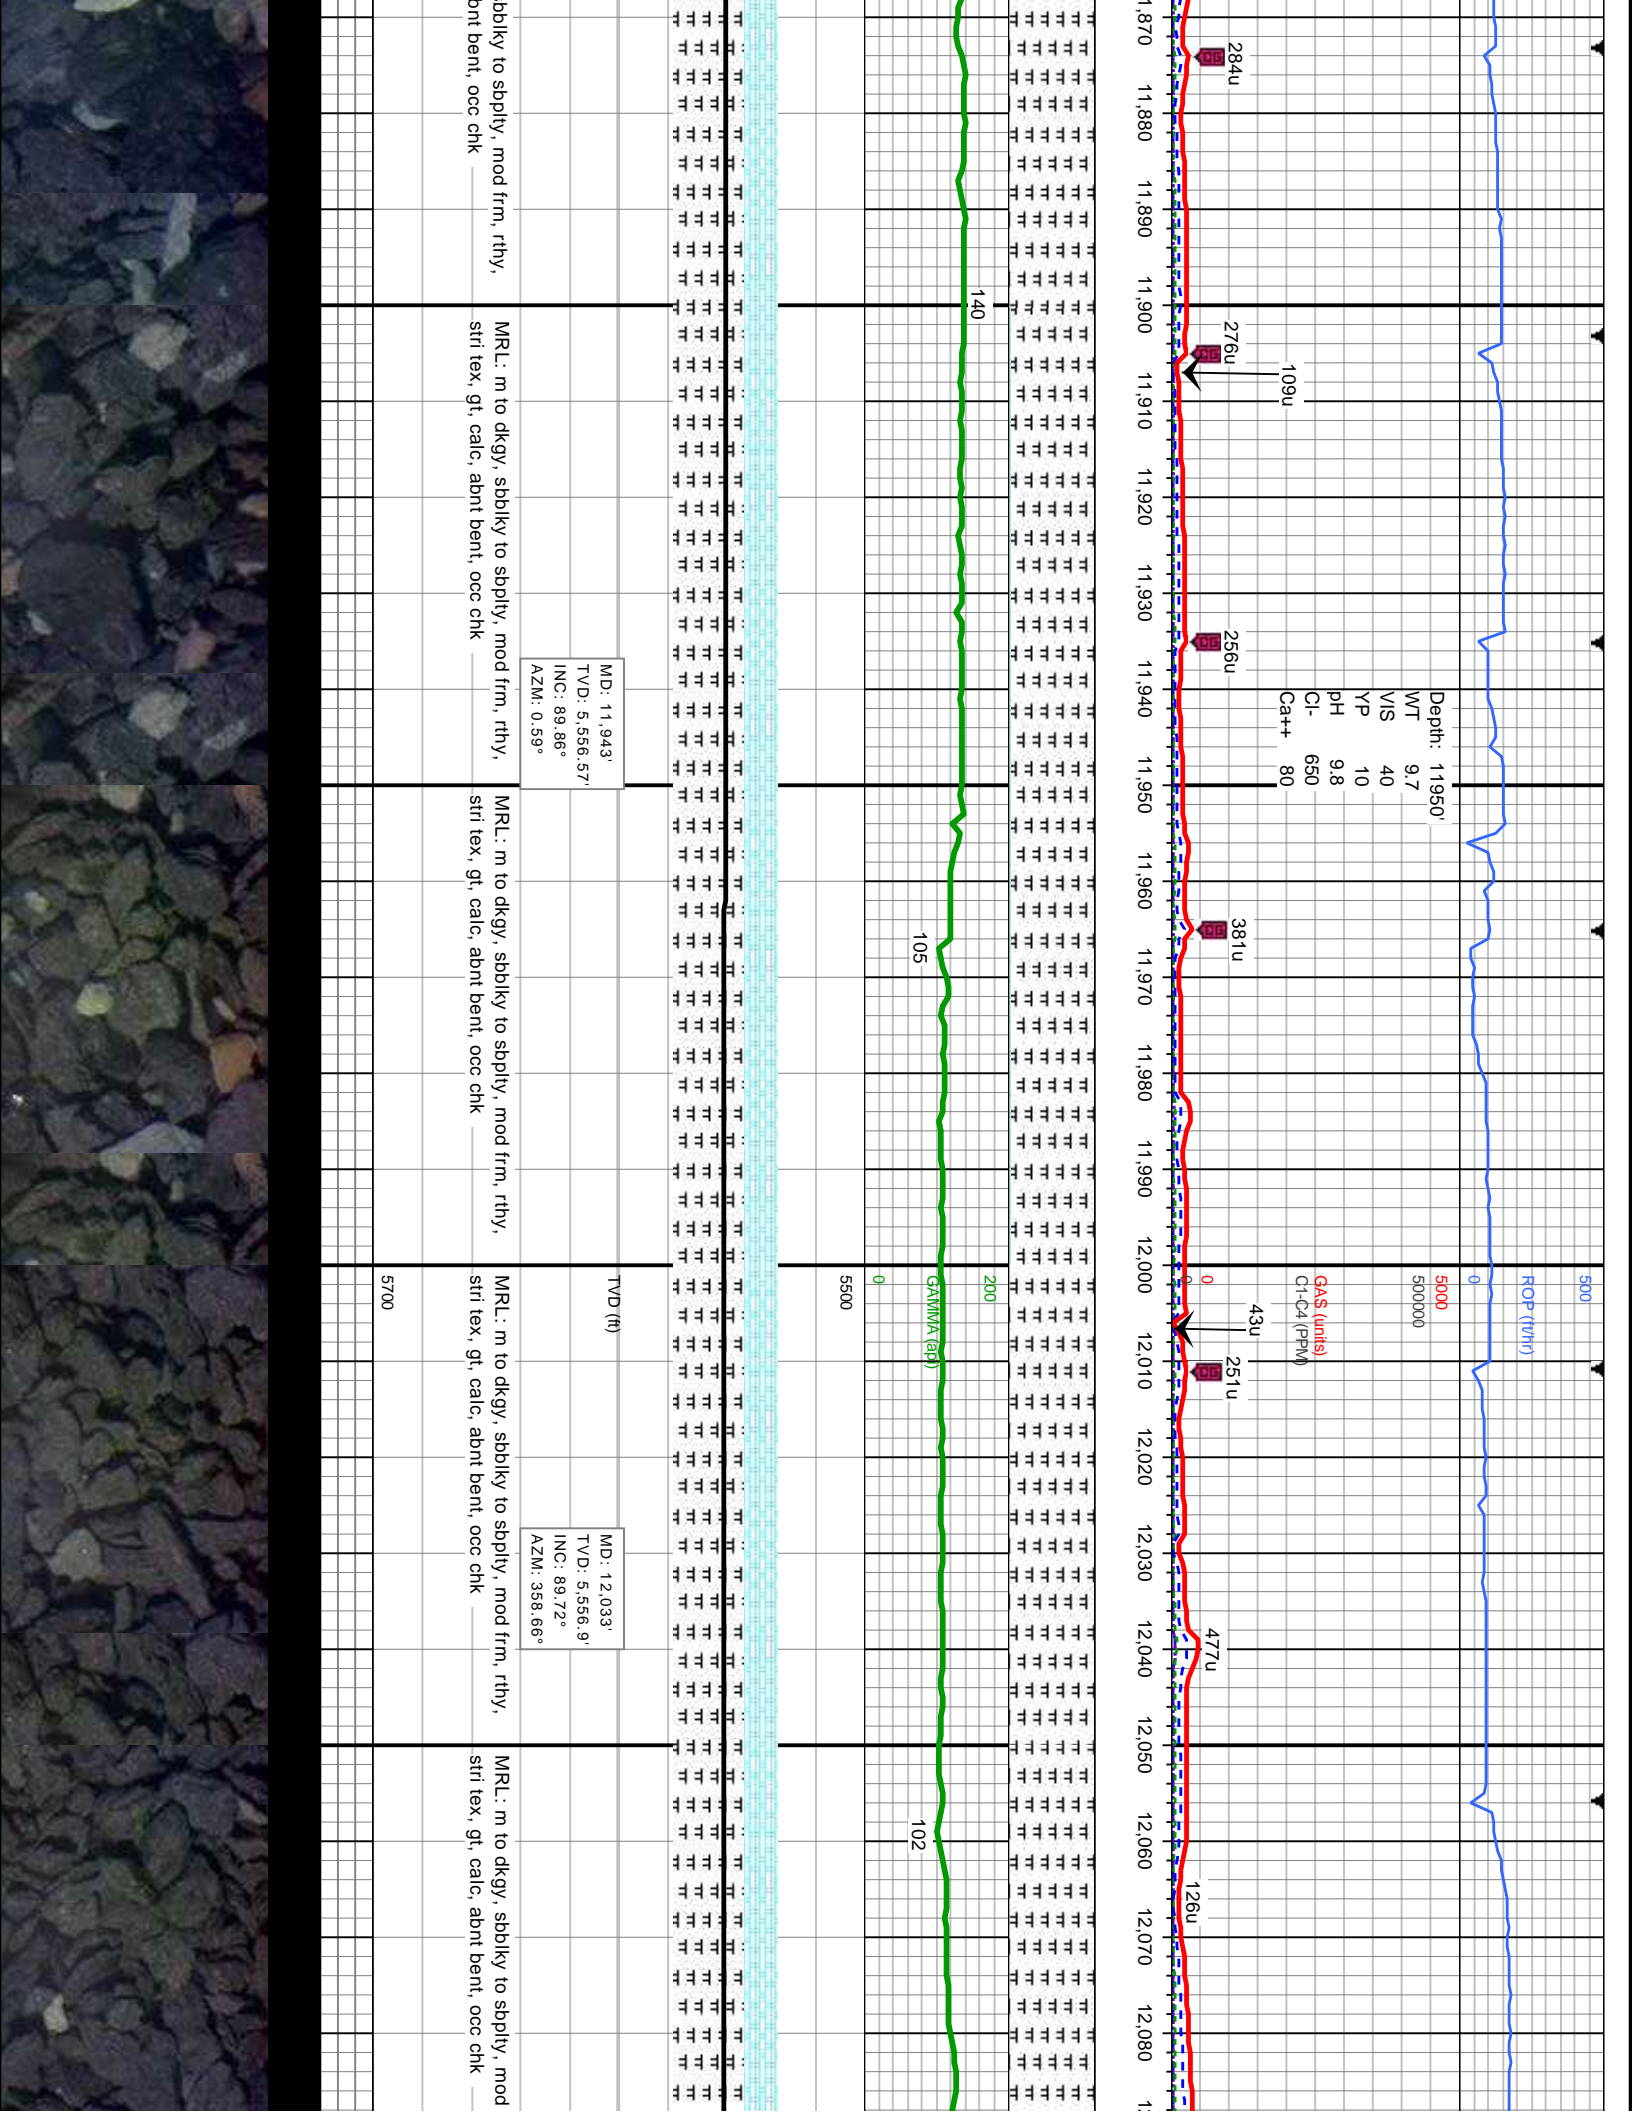 500
ROP (ft/hr)
0
5000
500000
GAS (units)
C1-C4 (PPM)
0
0
284u
276u
109u
256u
381u
43u
251u
477u
126u
Depth: 11950'
WT 9.7
VIS 40
YP 10
pH 9.8
Cl- 650
Ca++ 80
11,870
11,880
11,890
11,900
11,910
11,920
11,930
11,940
11,950
11,960
11,970
11,980
11,990
12,000
12,010
12,020
12,030
12,040
12,050
12,060
12,070
12,080
200
GAMMA (api)
0
140
105
102
5500
TVD (ft)
5700
MD: 11,943'
TVD: 5,556.57'
INC: 89.86°
AZM: 0.59°
MD: 12,033'
TVD: 5,556.9'
INC: 89.72°
AZM: 358.66°
sbblky to sbplty, mod frm, rthy,
bnt bent, occ chk
MRL: m to dkgy, sbblky to sbplty, mod frm, rthy,
stri tex, gt, calc, abnt bent, occ chk
MRL: m to dkgy, sbblky to sbplty, mod frm, rthy,
stri tex, gt, calc, abnt bent, occ chk
MRL: m to dkgy, sbblky to sbplty, mod frm, rthy,
stri tex, gt, calc, abnt bent, occ chk
MRL: m to dkgy, sbblky to sbplty, mod
stri tex, gt, calc, abnt bent, occ chk